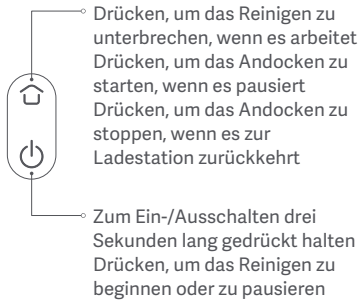 Drücken, um das Reinigen zu
unterbrechen, wenn es arbeitet
Drücken, um das Andocken zu
starten, wenn es pausiert
Drücken, um das Andocken zu
stoppen, wenn es zur
Ladestation zurückkehrt
Zum Ein-/Ausschalten drei
Sekunden lang gedrückt halten
Drücken, um das Reinigen zu
beginnen oder zu pausieren